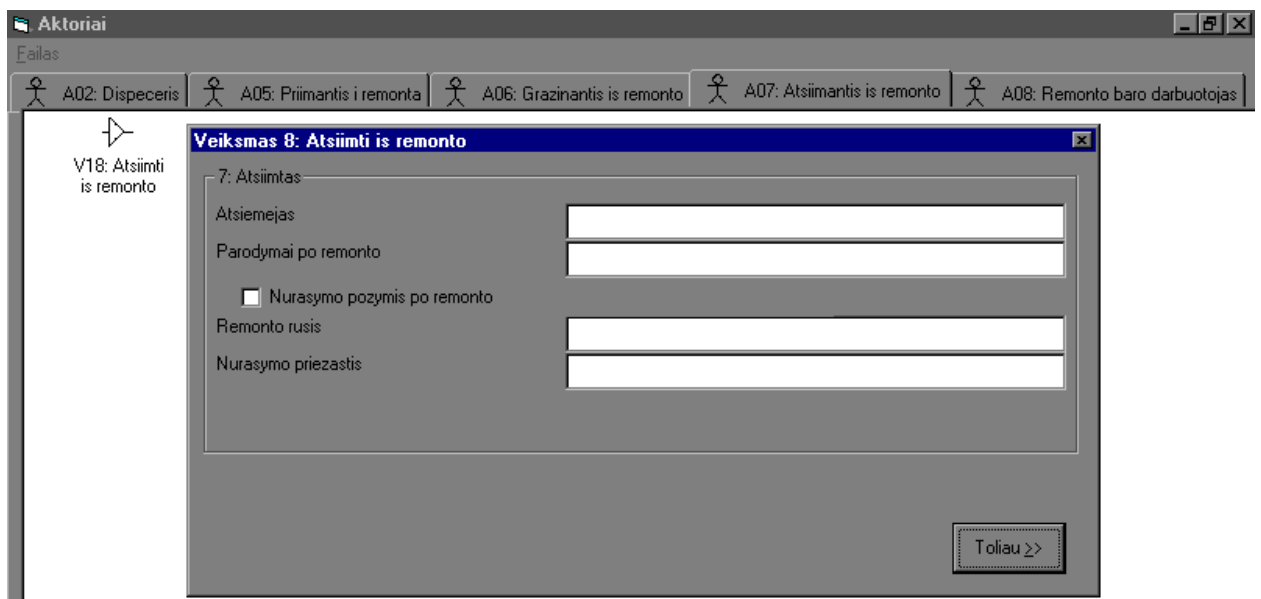 Aktoriai
Failas
A02: Dispeceris
A05: Priimantis i remonta
A06: Grazinantis is remonto
A07: Atsiimantis is remonto
A08: Remonto baro darbuotojas
V18: Atsiimti
is remonto
Veiksmas 8: Atsiimti is remonto
7: Atsiimtas
Atsiemejas
Parodymai po remonto
Nurasymo pozymis po remonto
Remonto rusis
Nurasymo priezastis
Toliau >>